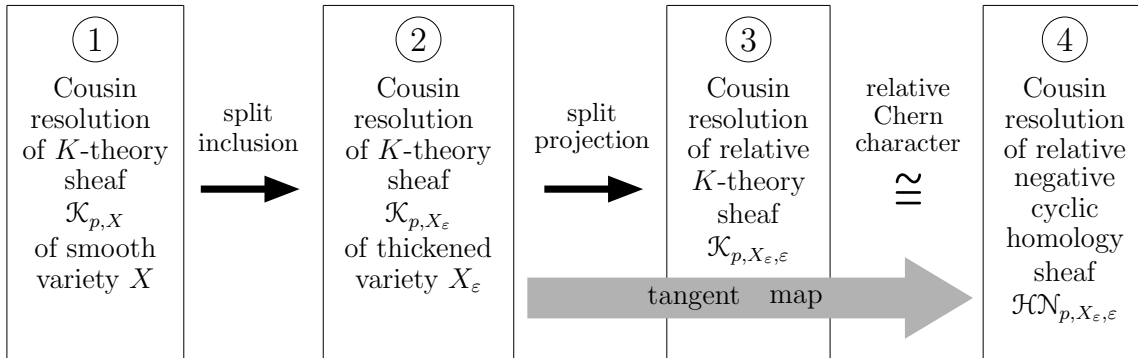 1
Cousin
resolution
of K-theory
sheaf
𝒦_{p,X}
of smooth
variety X
split
inclusion
2
Cousin
resolution
of K-theory
sheaf
𝒦_{p,X_ε}
of thickened
variety X_ε
split
projection
3
Cousin
resolution
of relative
K-theory
sheaf
𝒦_{p,X_ε,ε}
relative
Chern
character
≅
4
Cousin
resolution
of relative
negative
cyclic
homology
sheaf
ℋ𝒩_{p,X_ε,ε}
tangent map